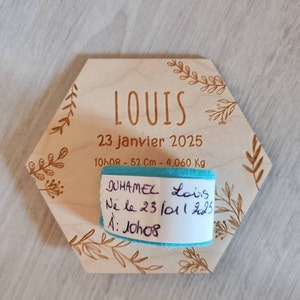 LOUIS
23 janvier 2025
10h08 - 52 Cm - 4,060 Kg
DUHAMEL Louis
Né le 23/01/2025
À: 10h08